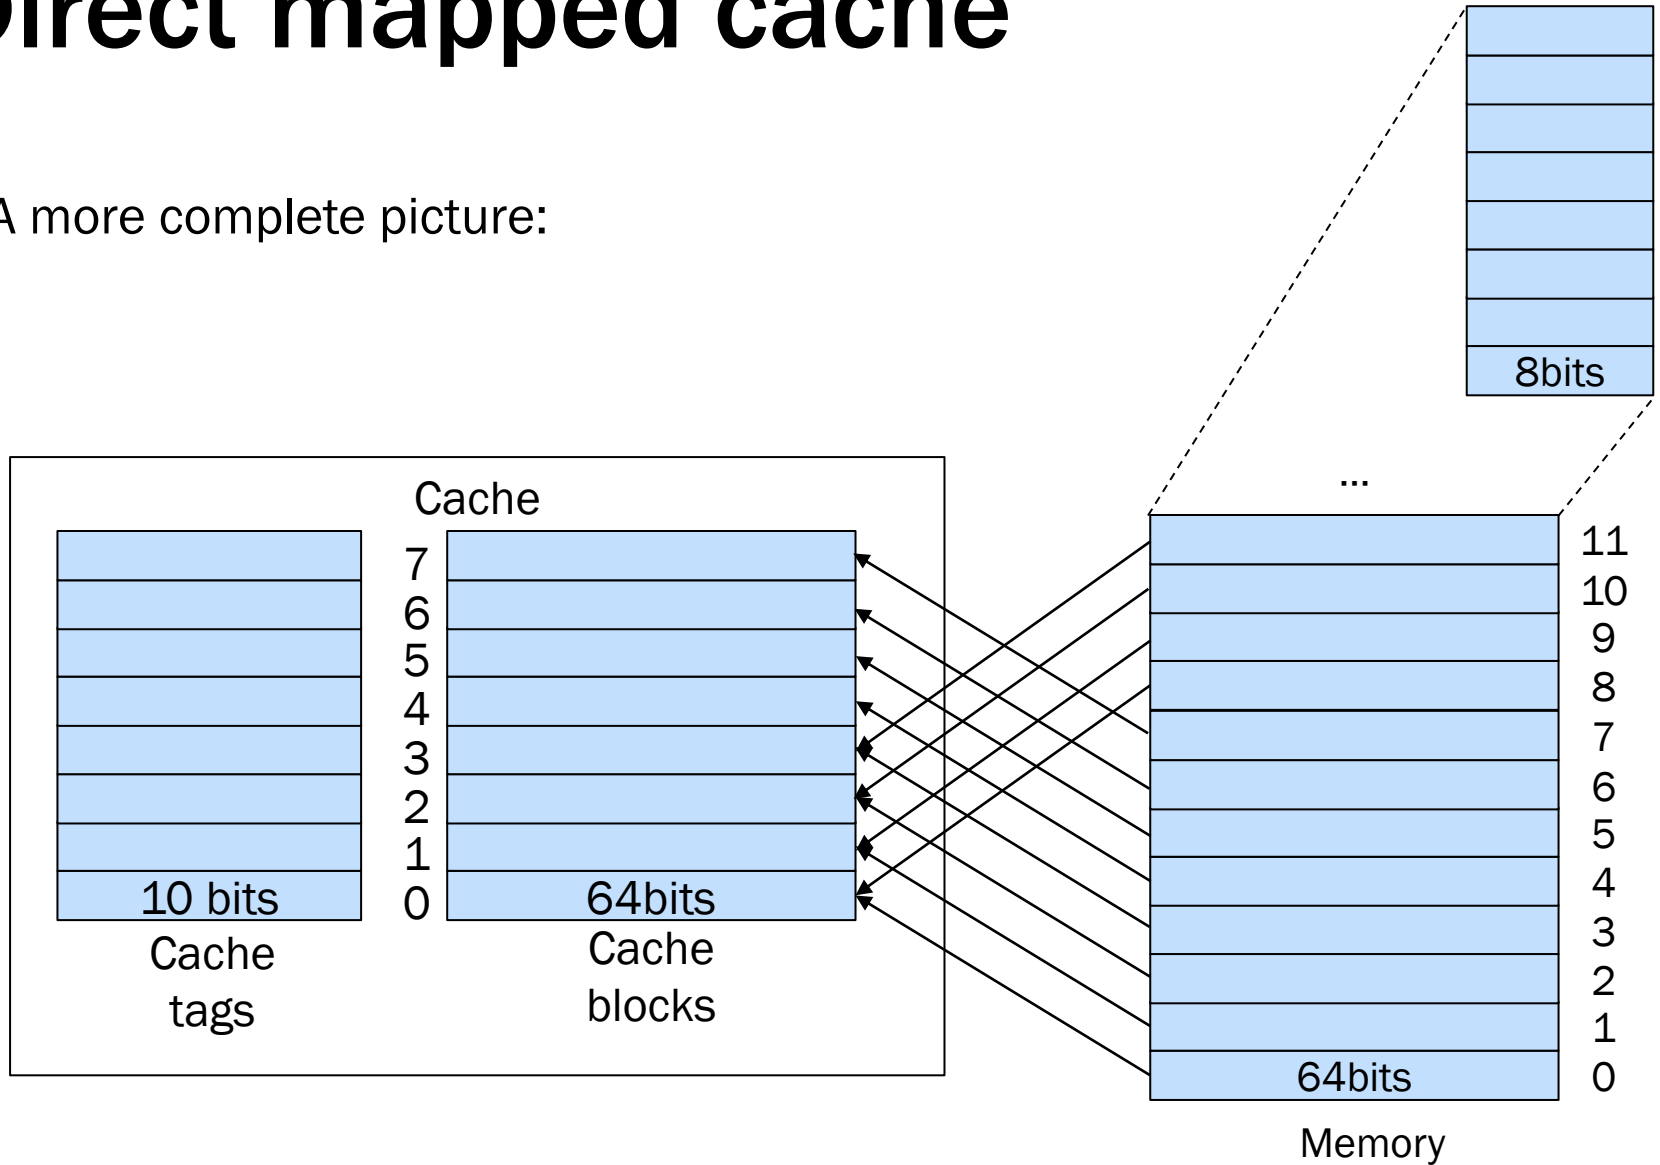 Direct mapped cache
A more complete picture:
8bits
...
Cache
7
6
5
4
3
2
1
0
10 bits
64bits
Cache
tags
Cache
blocks
11
10
9
8
7
6
5
4
3
2
1
0
64bits
Memory